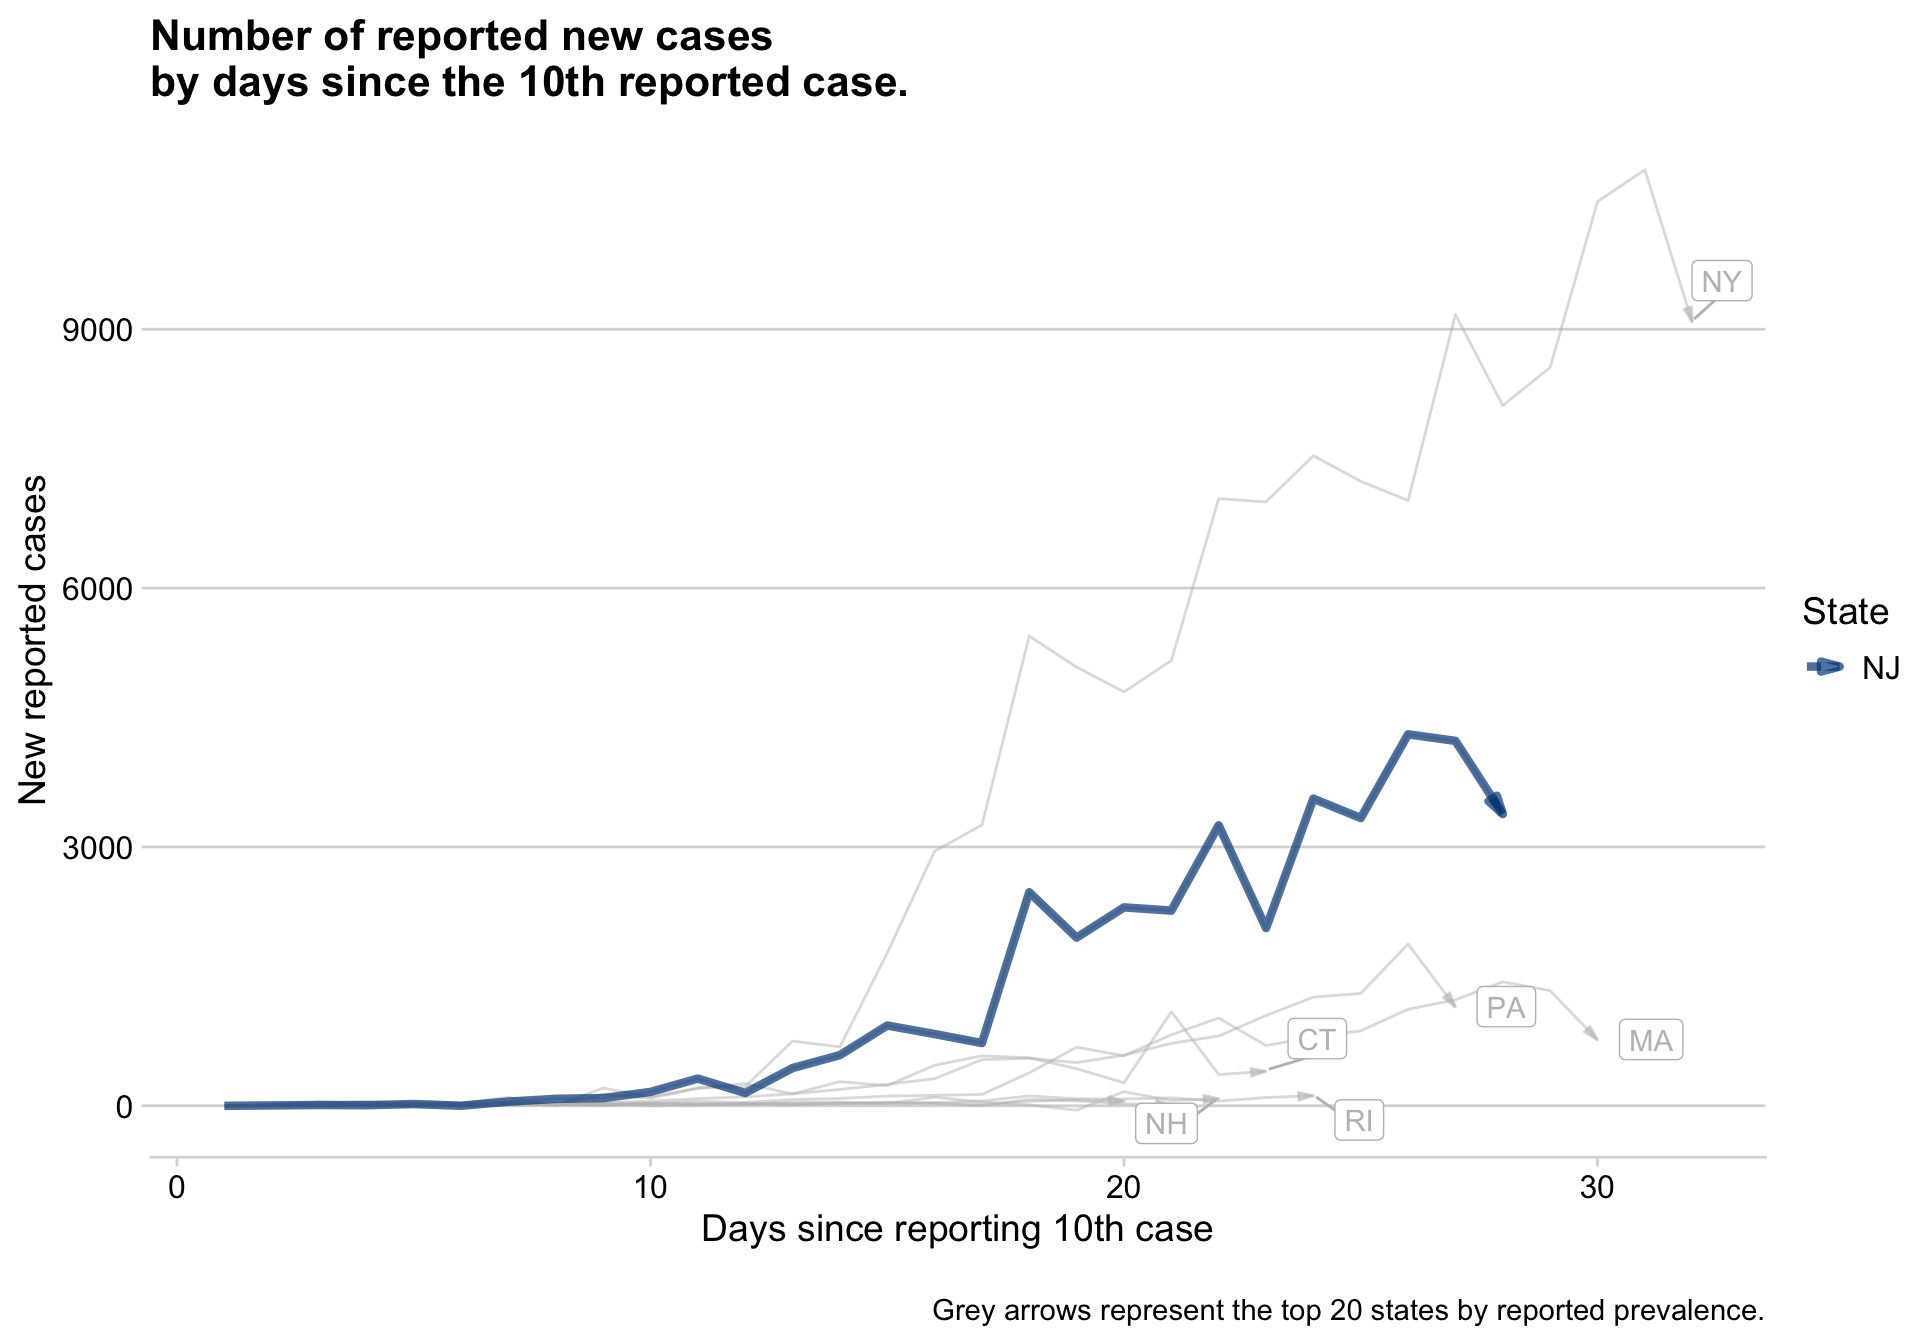 Number of reported new cases
by days since the 10th reported case.
New reported cases
9000
6000
3000
0
NY
PA
CT
MA
NH
RI
State
NJ
0
10
20
30
Days since reporting 10th case
Grey arrows represent the top 20 states by reported prevalence.